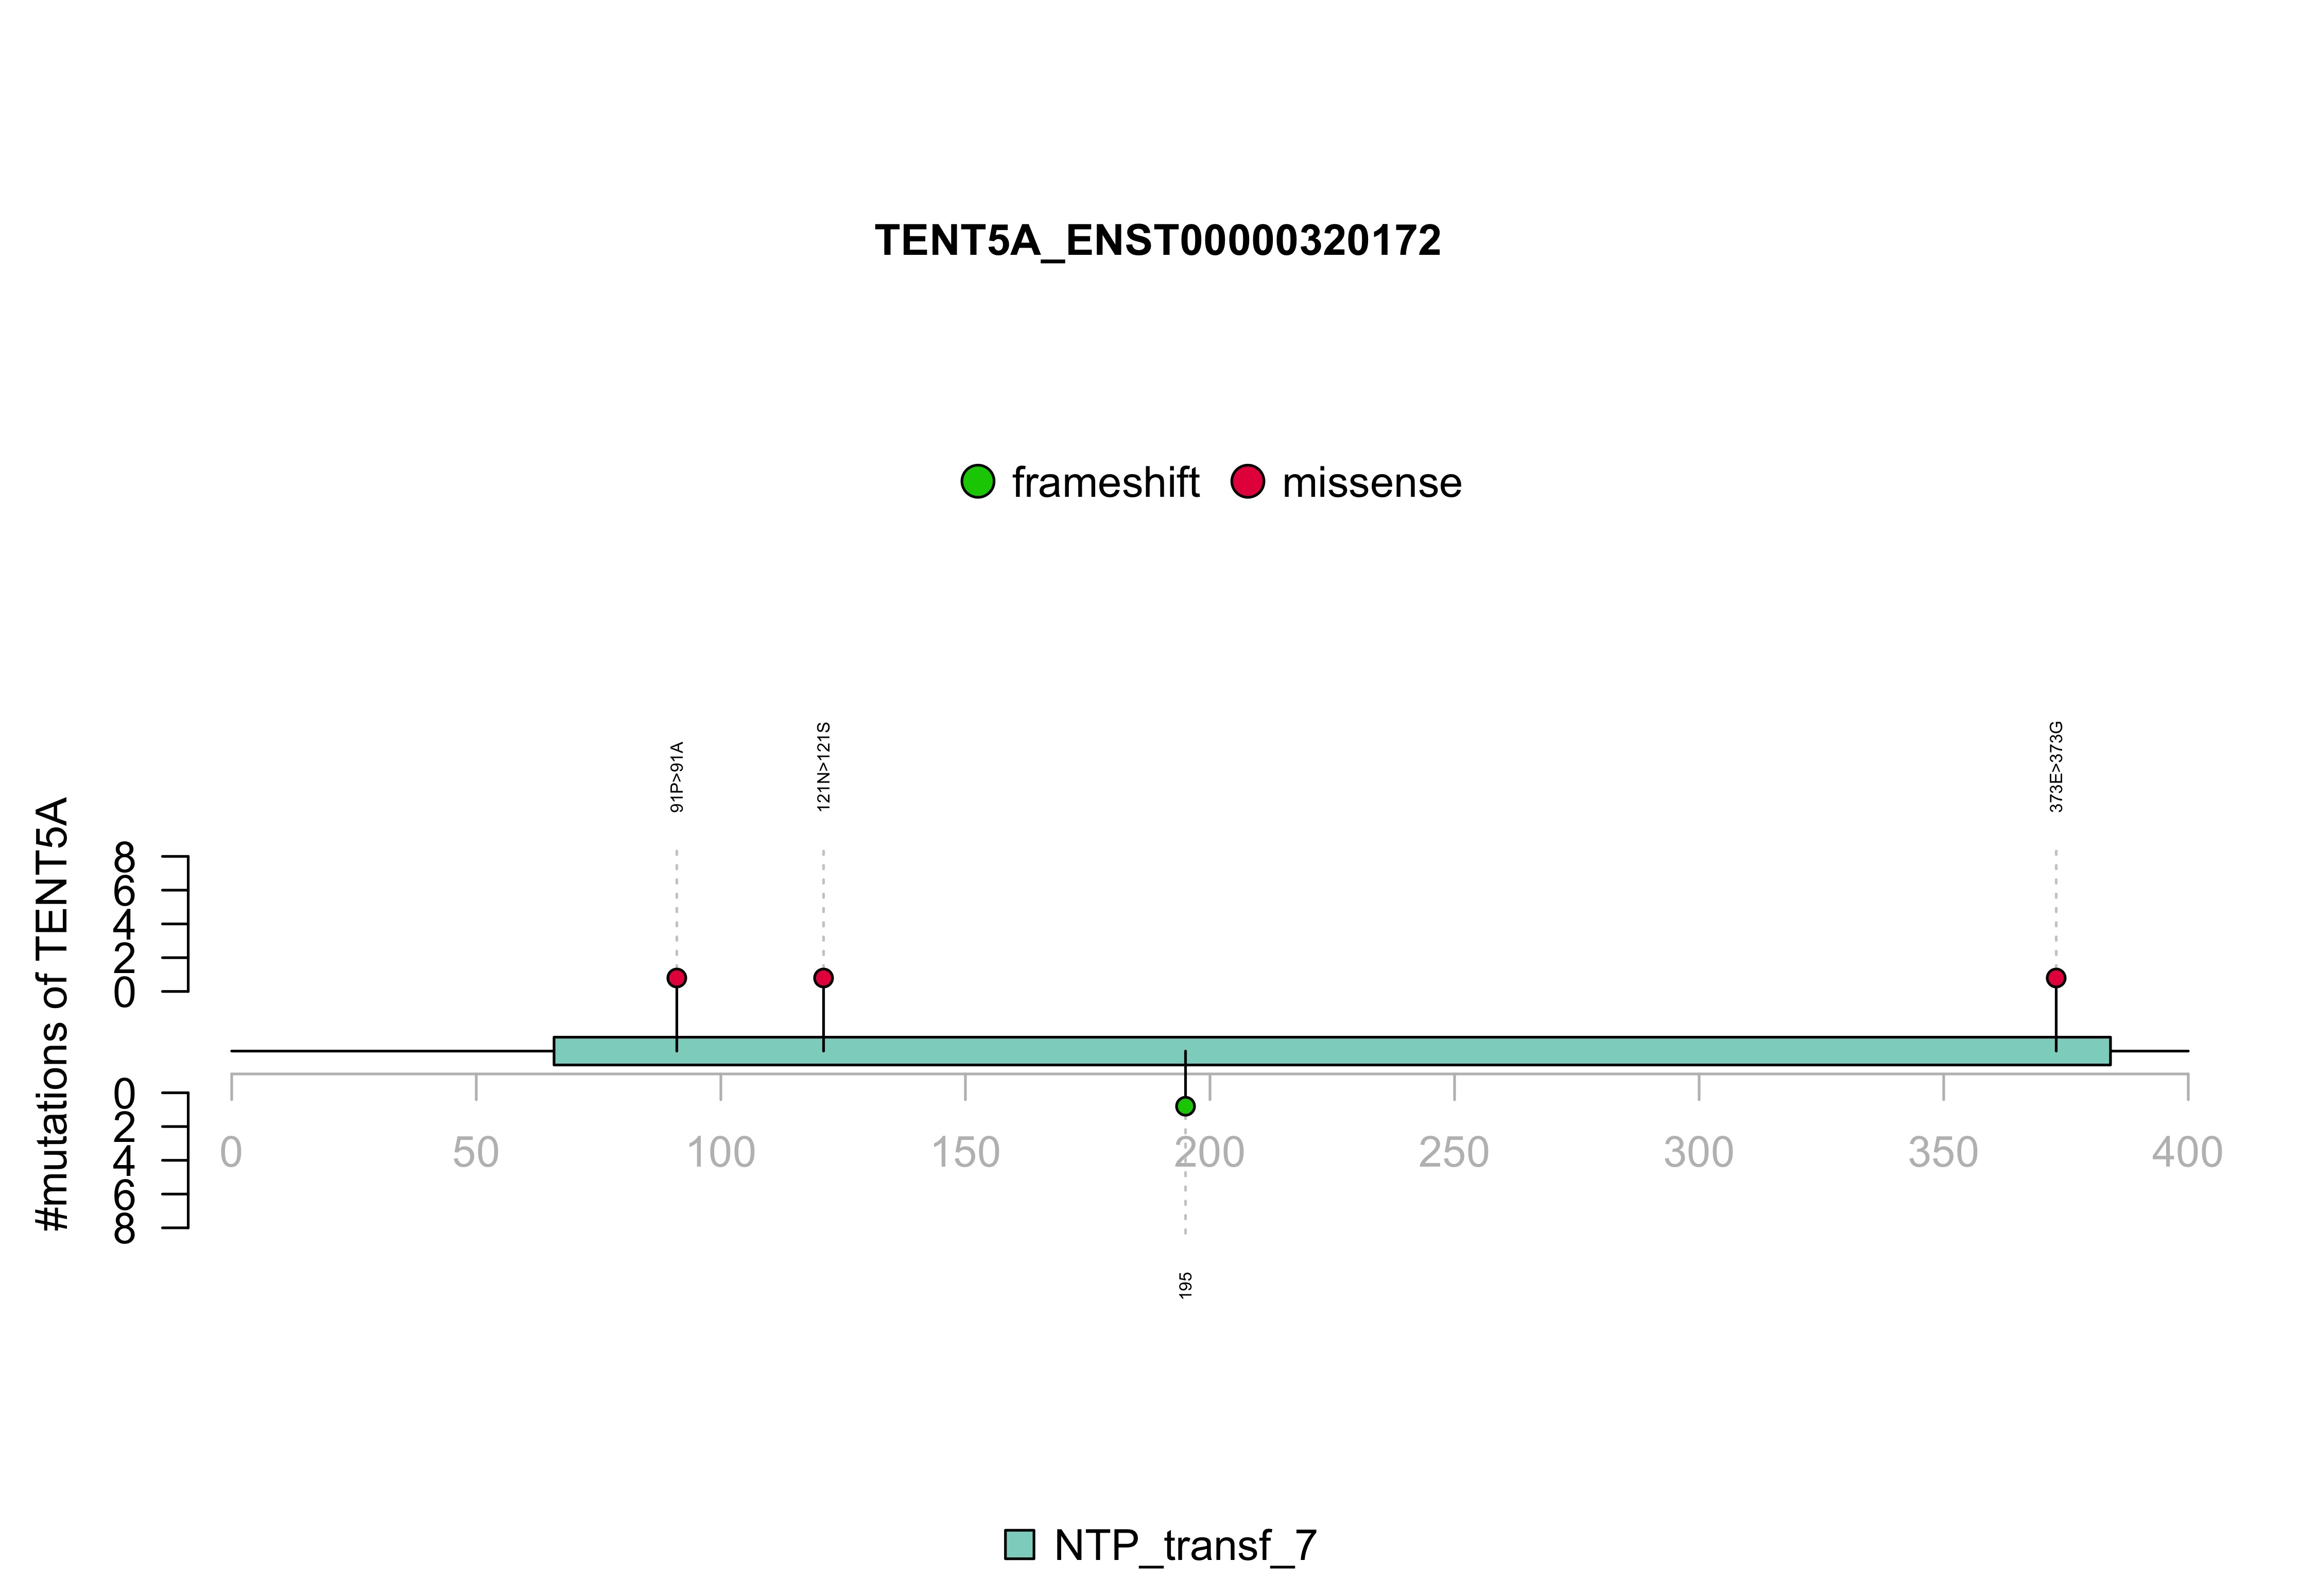 TENT5A_ENST00000320172
frameshift missense
91P>91A
121N>121S
373E>373G
#mutations of TENT5A
8
6
4
2
0
0
2
4
6
8
0 50 100 150 200 250 300 350 400
195
NTP_transf_7